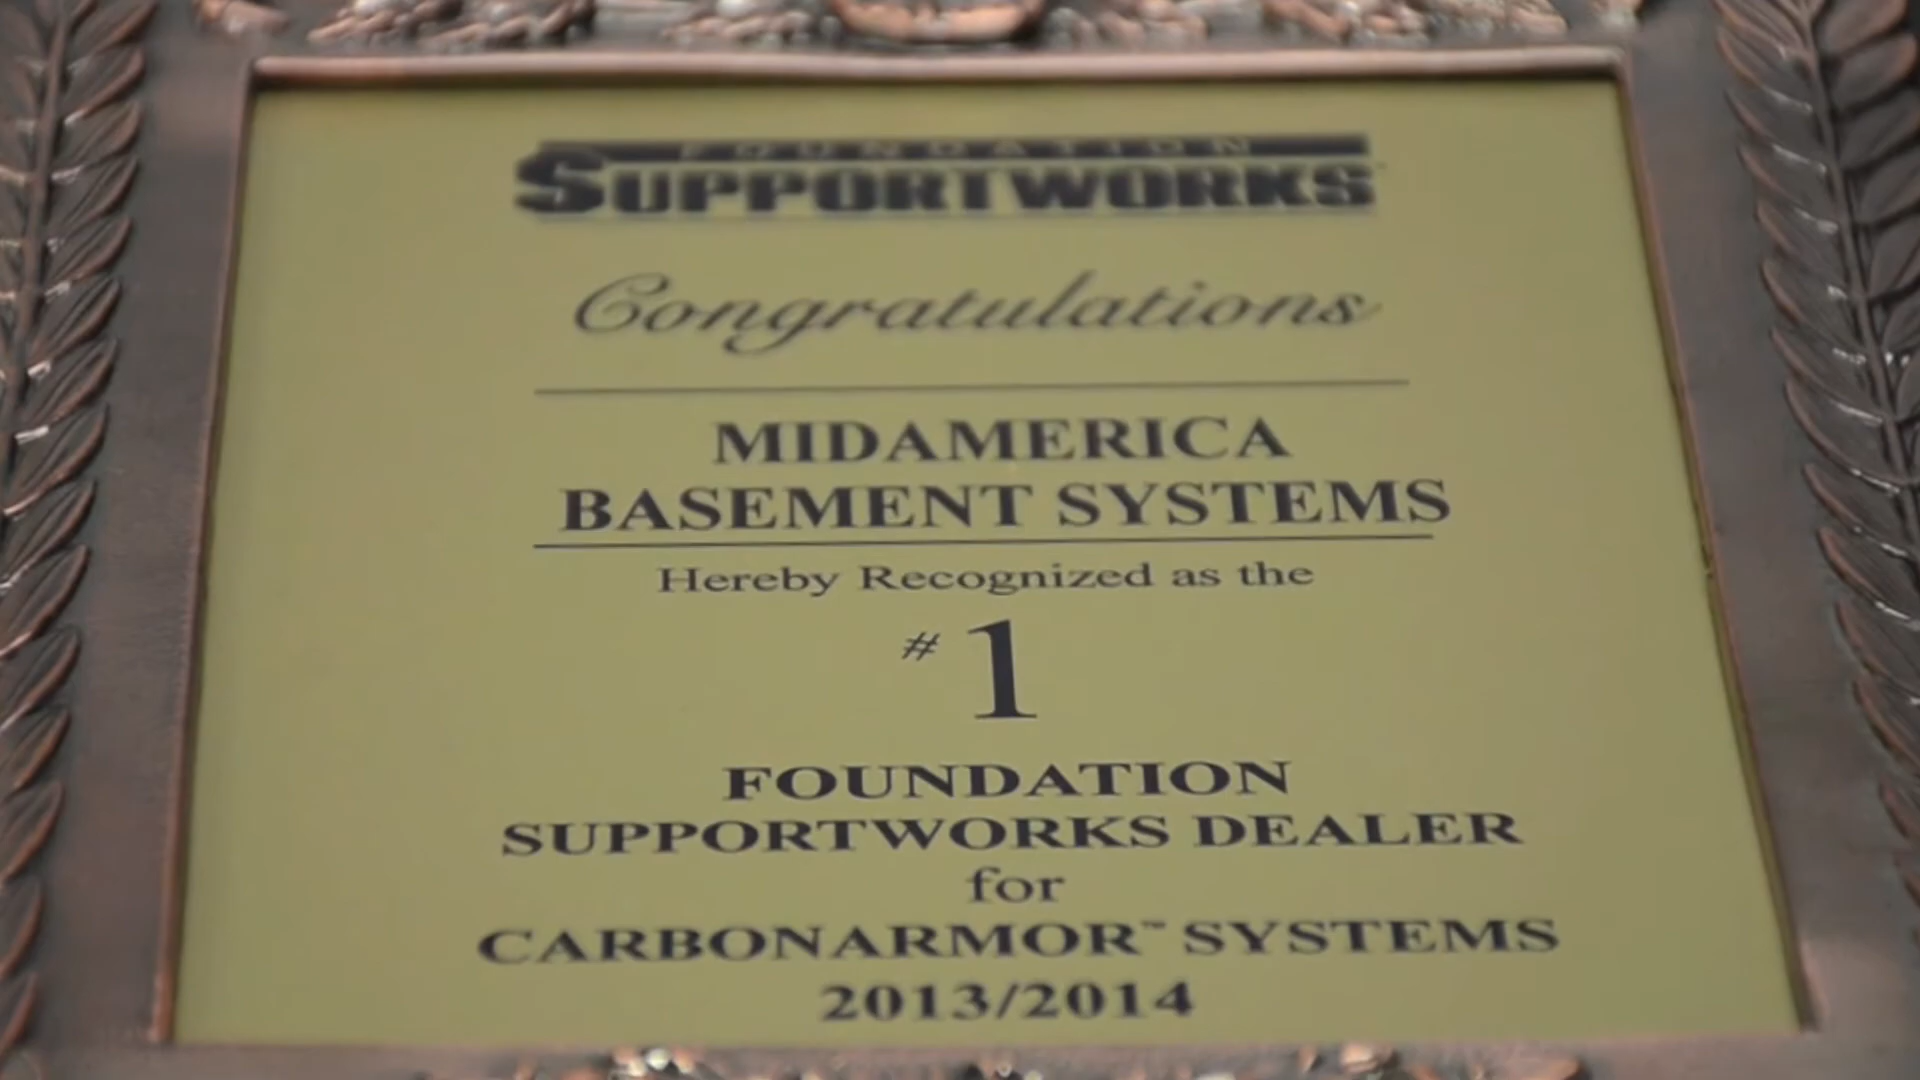 FOUNDATION
SUPPORTWORKS
Congratulations
MIDAMERICA
BASEMENT SYSTEMS
Hereby Recognized as the
#1
FOUNDATION
SUPPORTWORKS DEALER
for
CARBONARMOR™ SYSTEMS
2013/2014